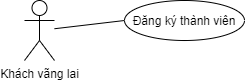 Đăng ký thành viên
Khách vãng lai